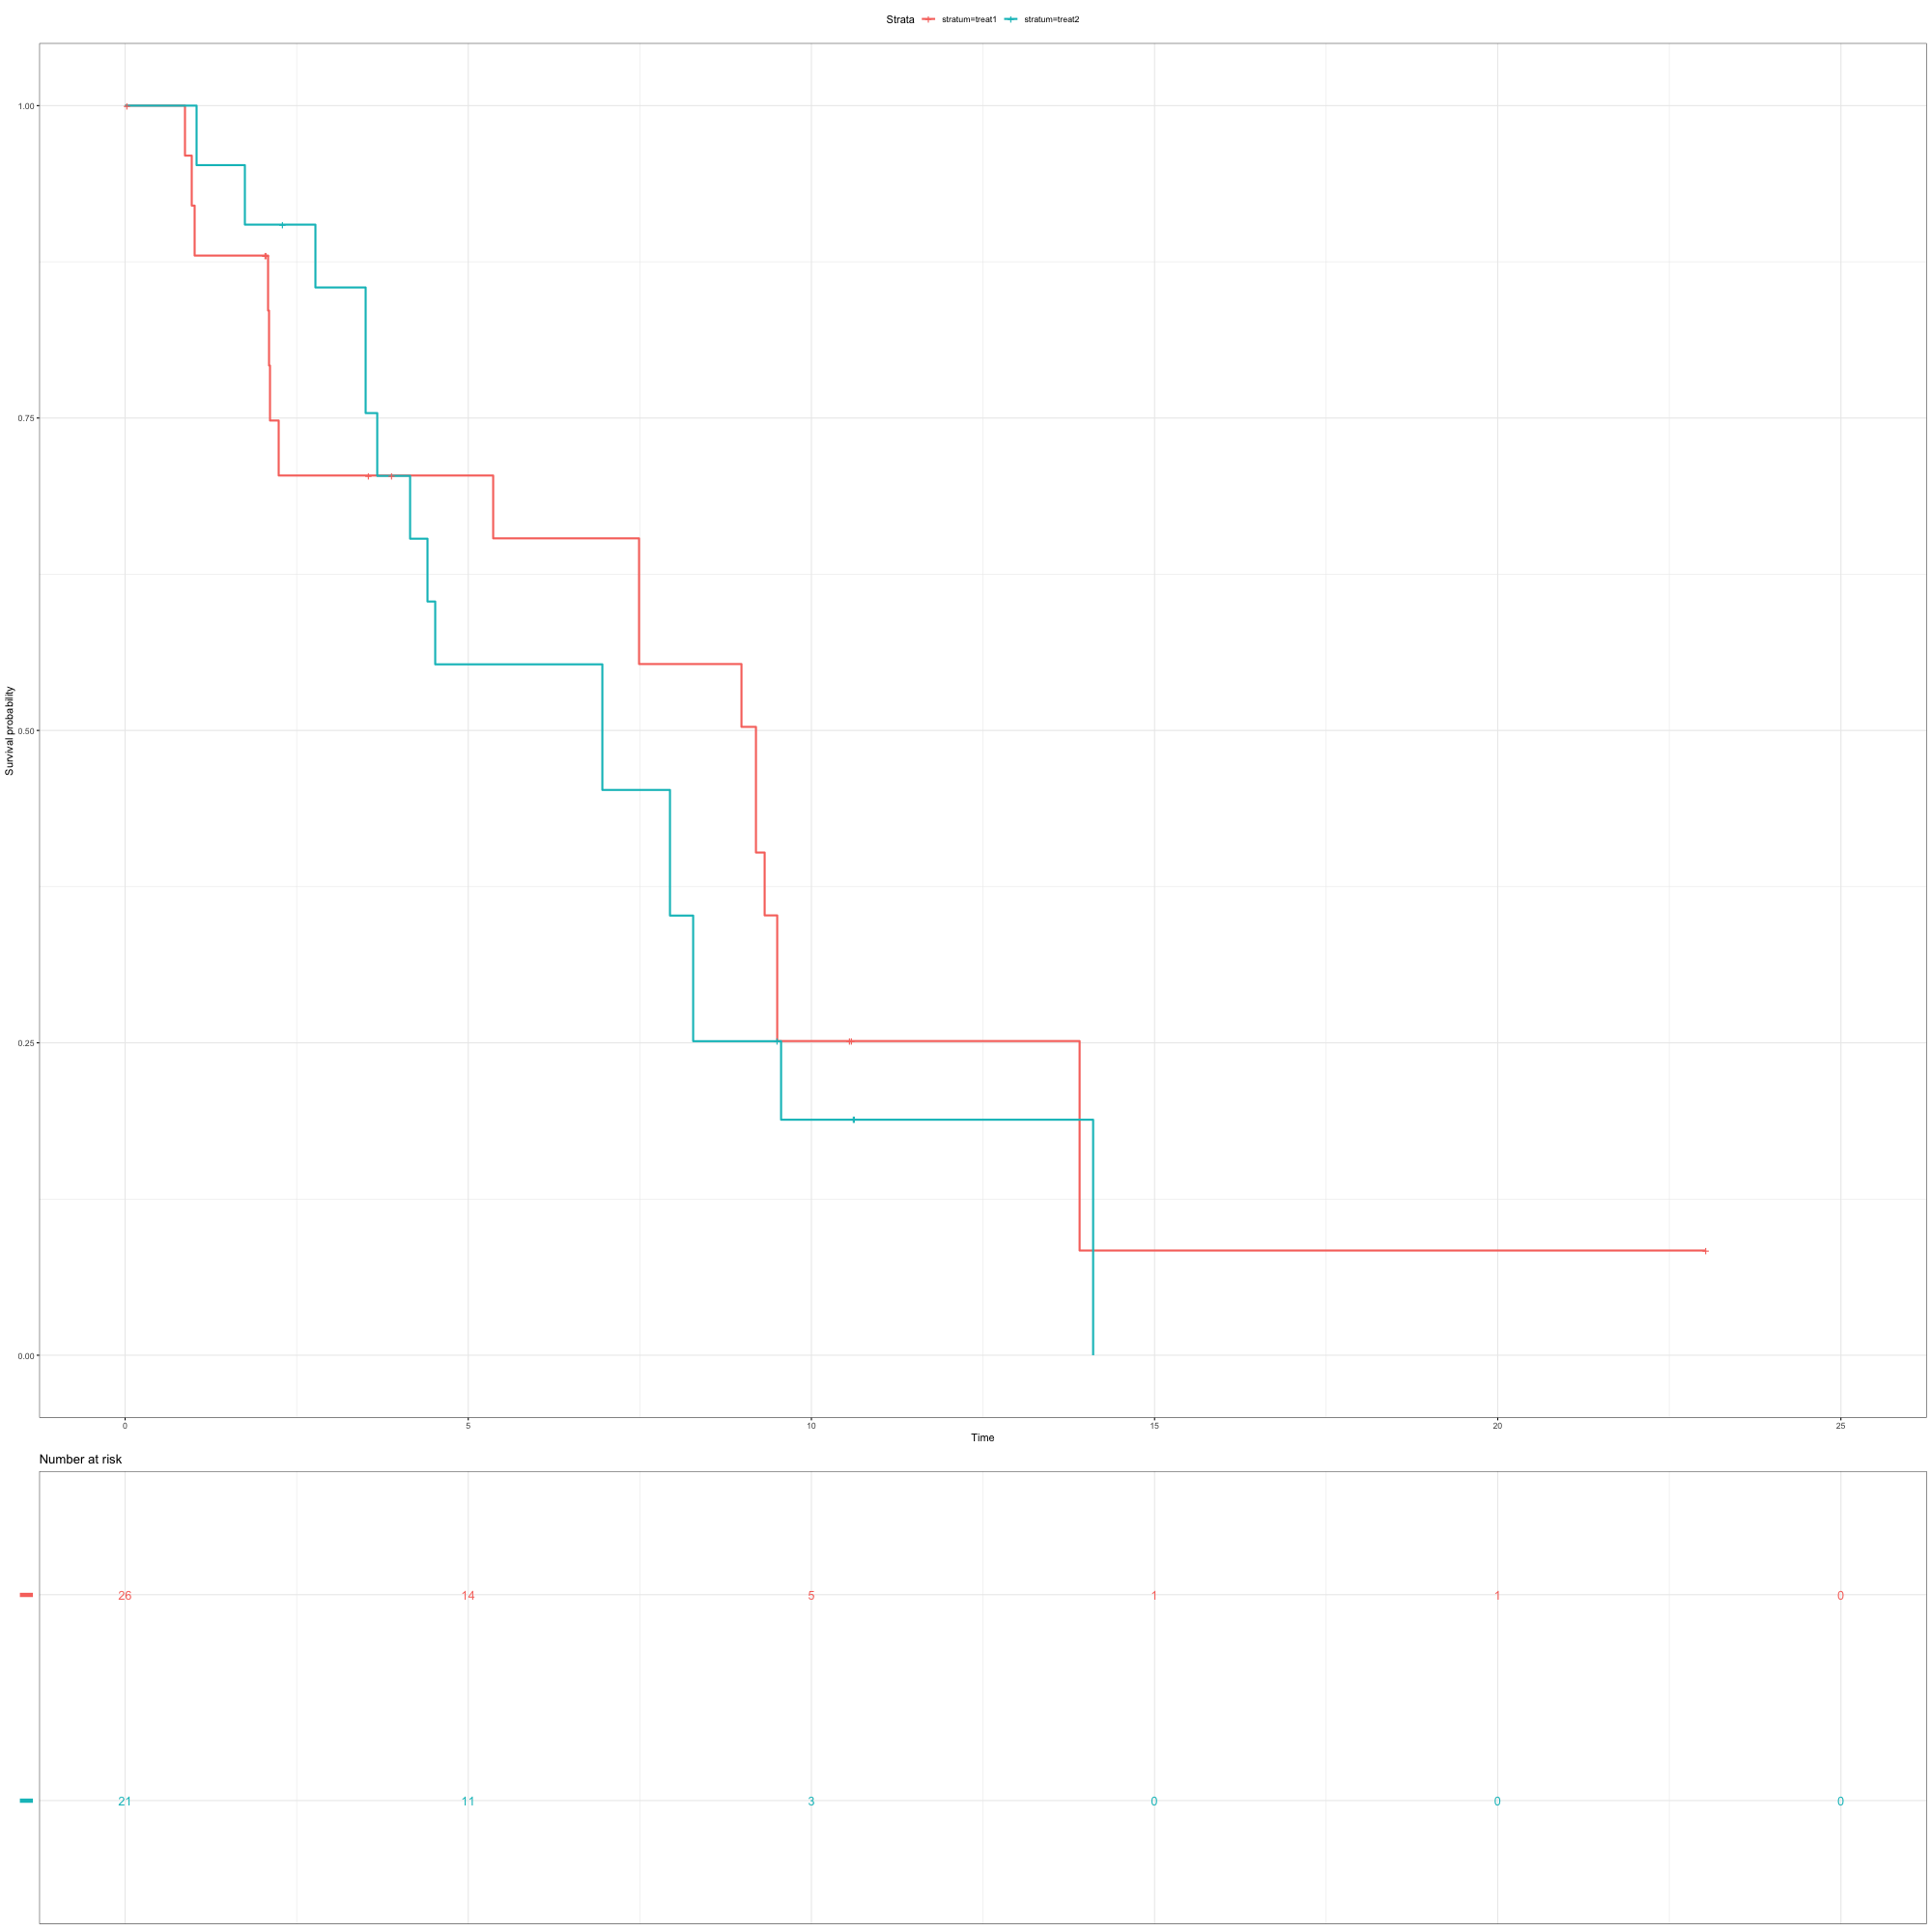 Strata stratum=treat1 stratum=treat2
1.00
0.75
0.50
0.25
0.00
Survival probability
0 5 10 15 20 25
Time
Number at risk
26 14 5 1 1 0
21 11 3 0 0 0